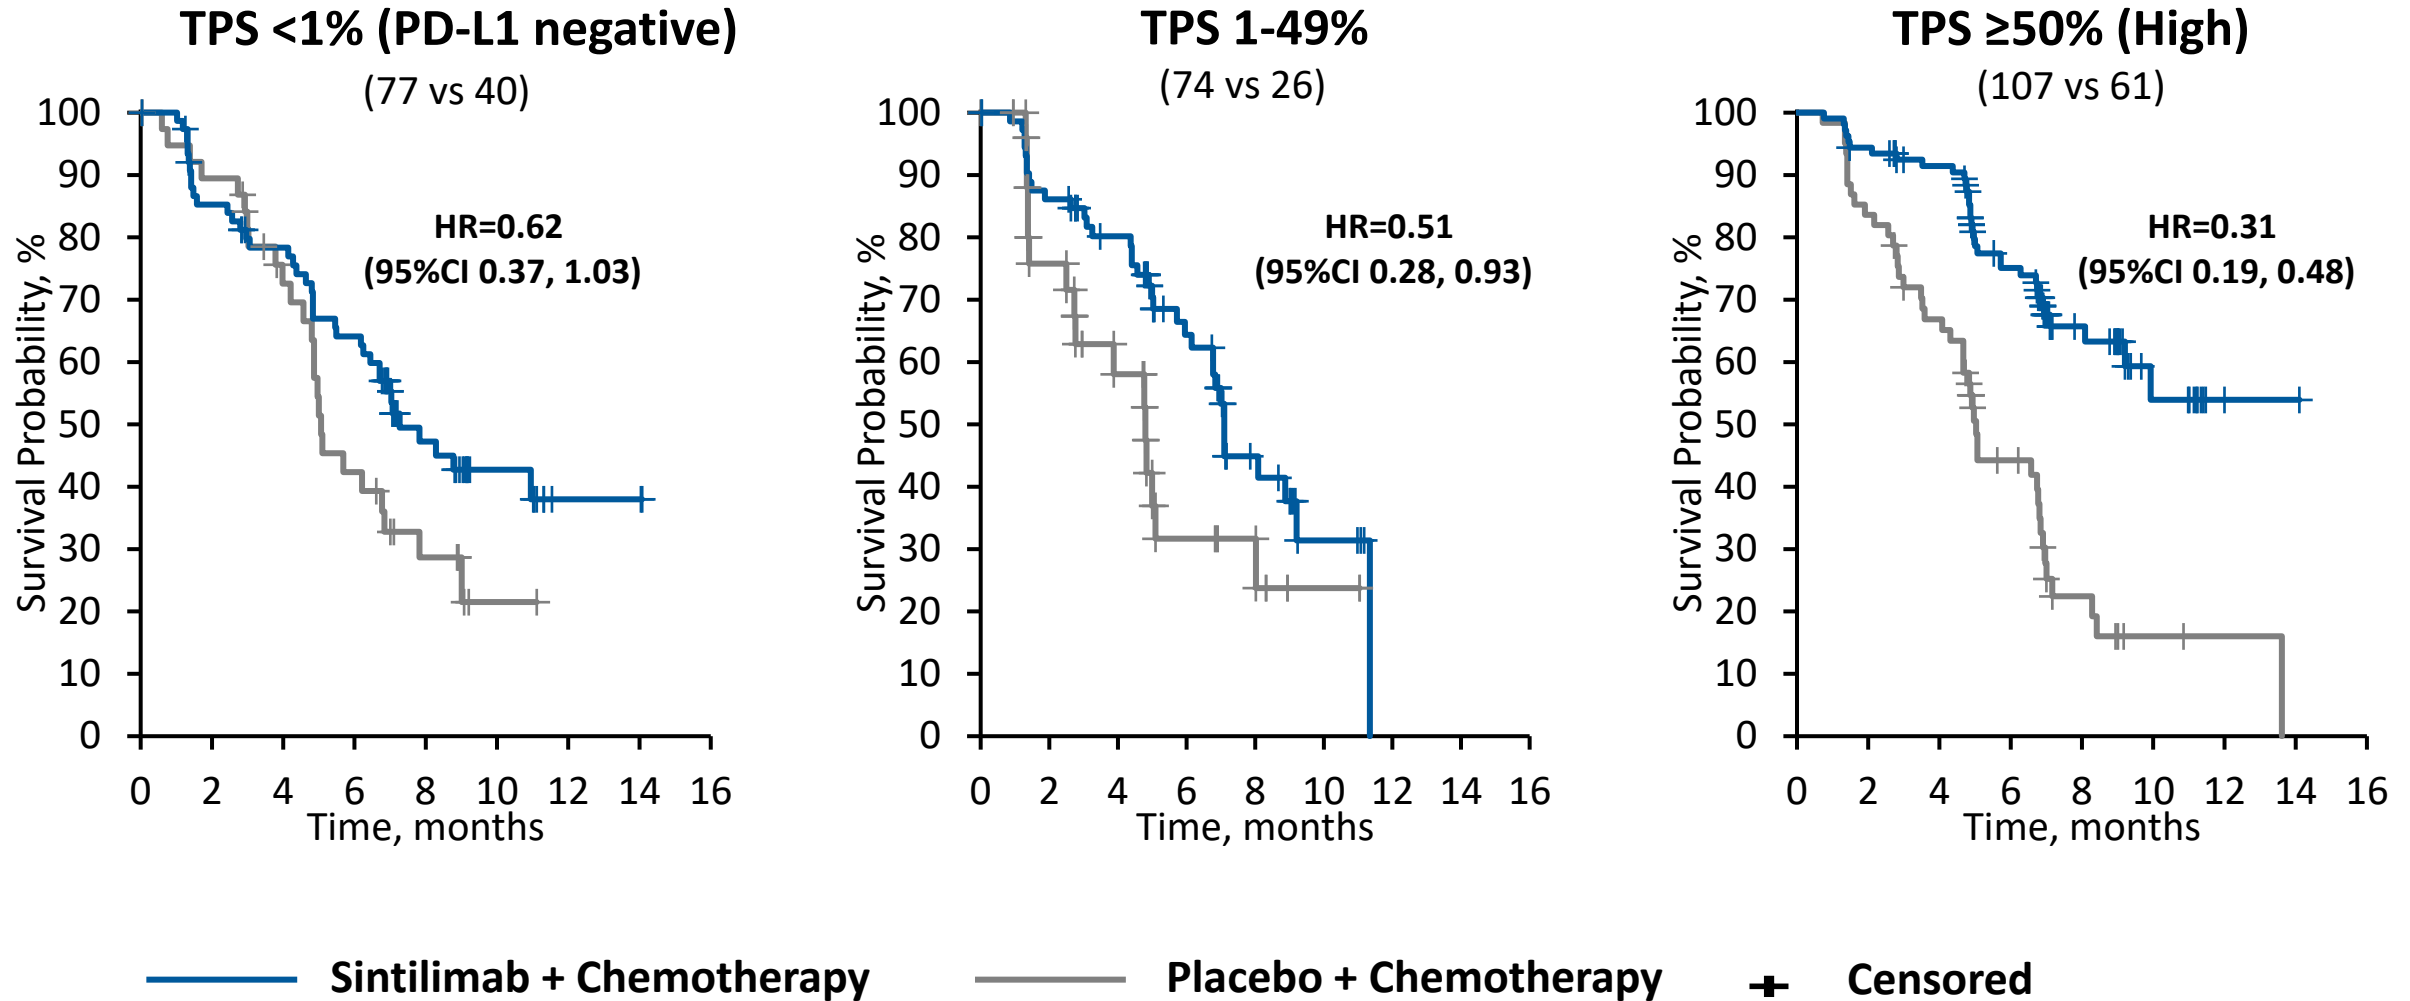 TPS <1% (PD-L1 negative)
(77 vs 40)
Survival Probability, %
100
90
80
70
60
50
40
30
20
10
0
HR=0.62
(95%CI 0.37, 1.03)
0 2 4 6 8 10 12 14 16
Time, months
TPS 1-49%
(74 vs 26)
Survival Probability, %
100
90
80
70
60
50
40
30
20
10
0
HR=0.51
(95%CI 0.28, 0.93)
0 2 4 6 8 10 12 14 16
Time, months
TPS ≥50% (High)
(107 vs 61)
Survival Probability, %
100
90
80
70
60
50
40
30
20
10
0
HR=0.31
(95%CI 0.19, 0.48)
0 2 4 6 8 10 12 14 16
Time, months
Sintilimab + Chemotherapy
Placebo + Chemotherapy
Censored